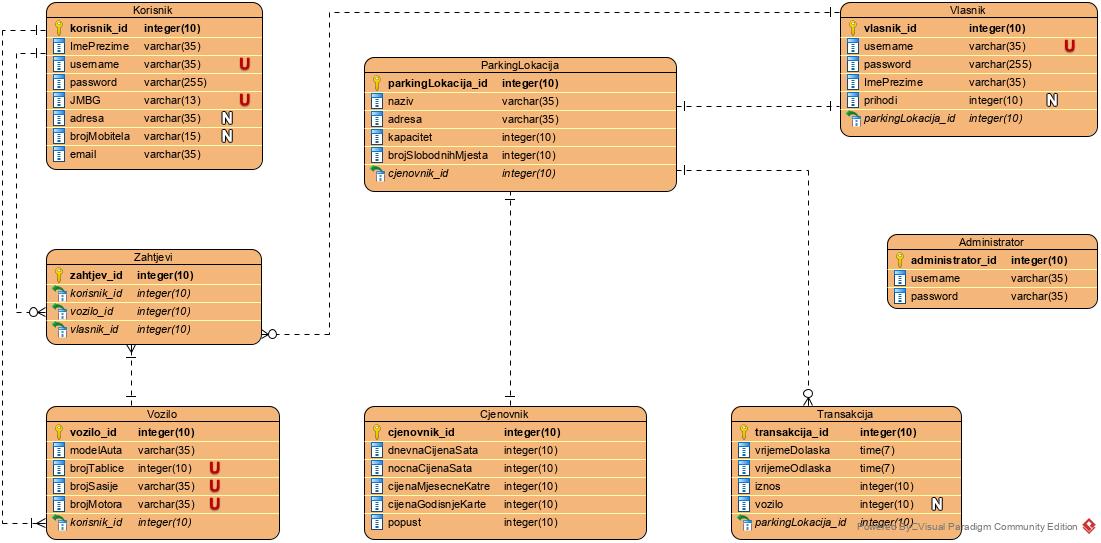 Korisnik
korisnik_id integer(10)
ImePrezime varchar(35)
username varchar(35) U
password varchar(255)
JMBG varchar(13) U
adresa varchar(35) N
brojMobitela varchar(15) N
email varchar(35)
ParkingLokacija
parkingLokacija_id integer(10)
naziv varchar(35)
adresa varchar(35)
kapacitet integer(10)
brojSlobodnihMjesta integer(10)
cjenovnik_id integer(10)
Vlasnik
vlasnik_id integer(10)
username varchar(35) U
password varchar(255)
ImePrezime varchar(35)
prihodi integer(10) N
parkingLokacija_id integer(10)
Zahtjevi
zahtjev_id integer(10)
korisnik_id integer(10)
vozilo_id integer(10)
vlasnik_id integer(10)
Administrator
administrator_id integer(10)
username varchar(35)
password varchar(35)
Vozilo
vozilo_id integer(10)
modelAuta varchar(35)
brojTablice integer(10) U
brojSasije varchar(35) U
brojMotora varchar(35) U
korisnik_id integer(10)
Cjenovnik
cjenovnik_id integer(10)
dnevnaCijenaSata integer(10)
nocnaCijenaSata integer(10)
cijenaMjesecneKatre integer(10)
cijenaGodisnjeKarte integer(10)
popust integer(10)
Transakcija
transakcija_id integer(10)
vrijemeDolaska time(7)
vrijemeOdlaska time(7)
iznos integer(10)
vozilo integer(10) N
parkingLokacija_id integer(10)
Powered By Visual Paradigm Community Edition